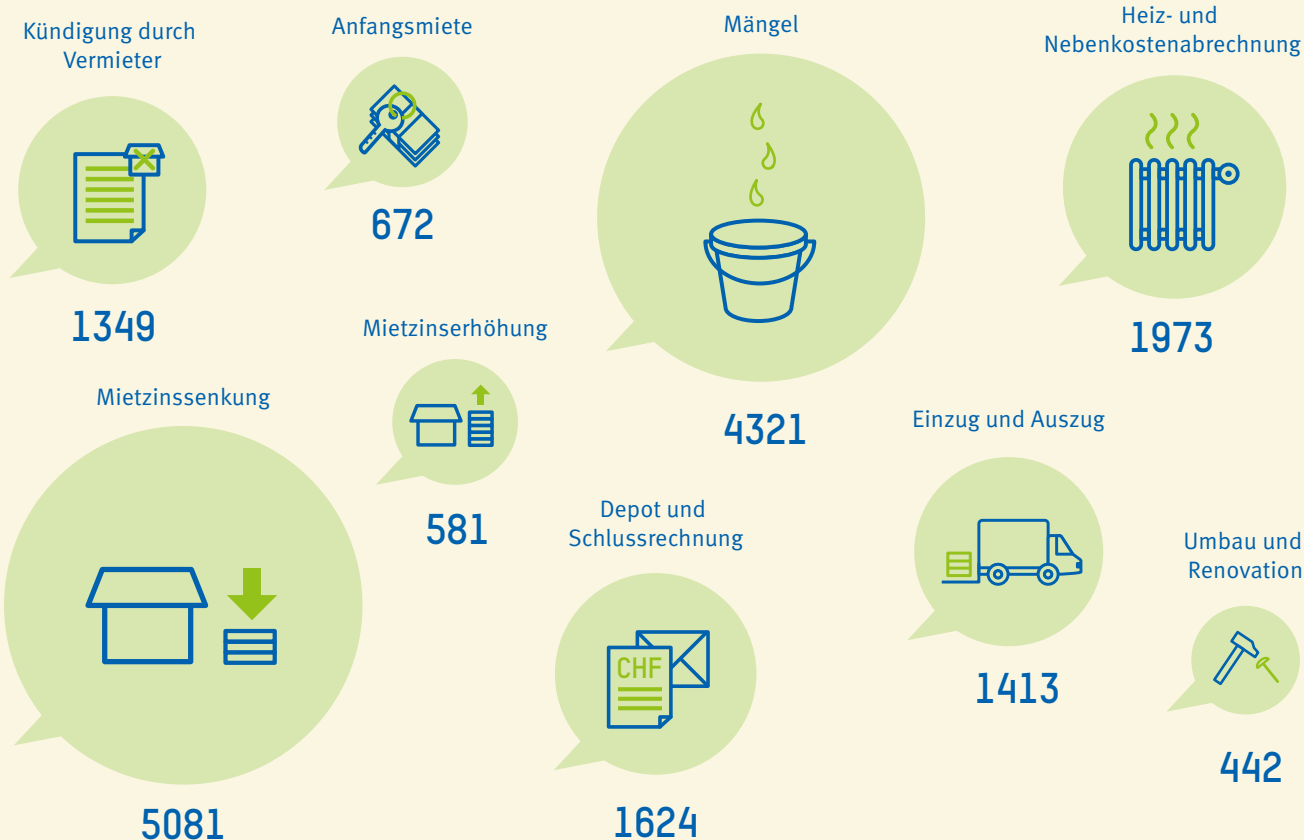 Kündigung durch
Vermieter
1349
Anfangsmiete
672
Mängel
4321
Heiz- und
Nebenkostenabrechnung
1973
Mietzinssenkung
5081
Mietzinserhöhung
581
Depot und
Schlussrechnung
CHF
1624
Einzug und Auszug
1413
Umbau und
Renovation
442